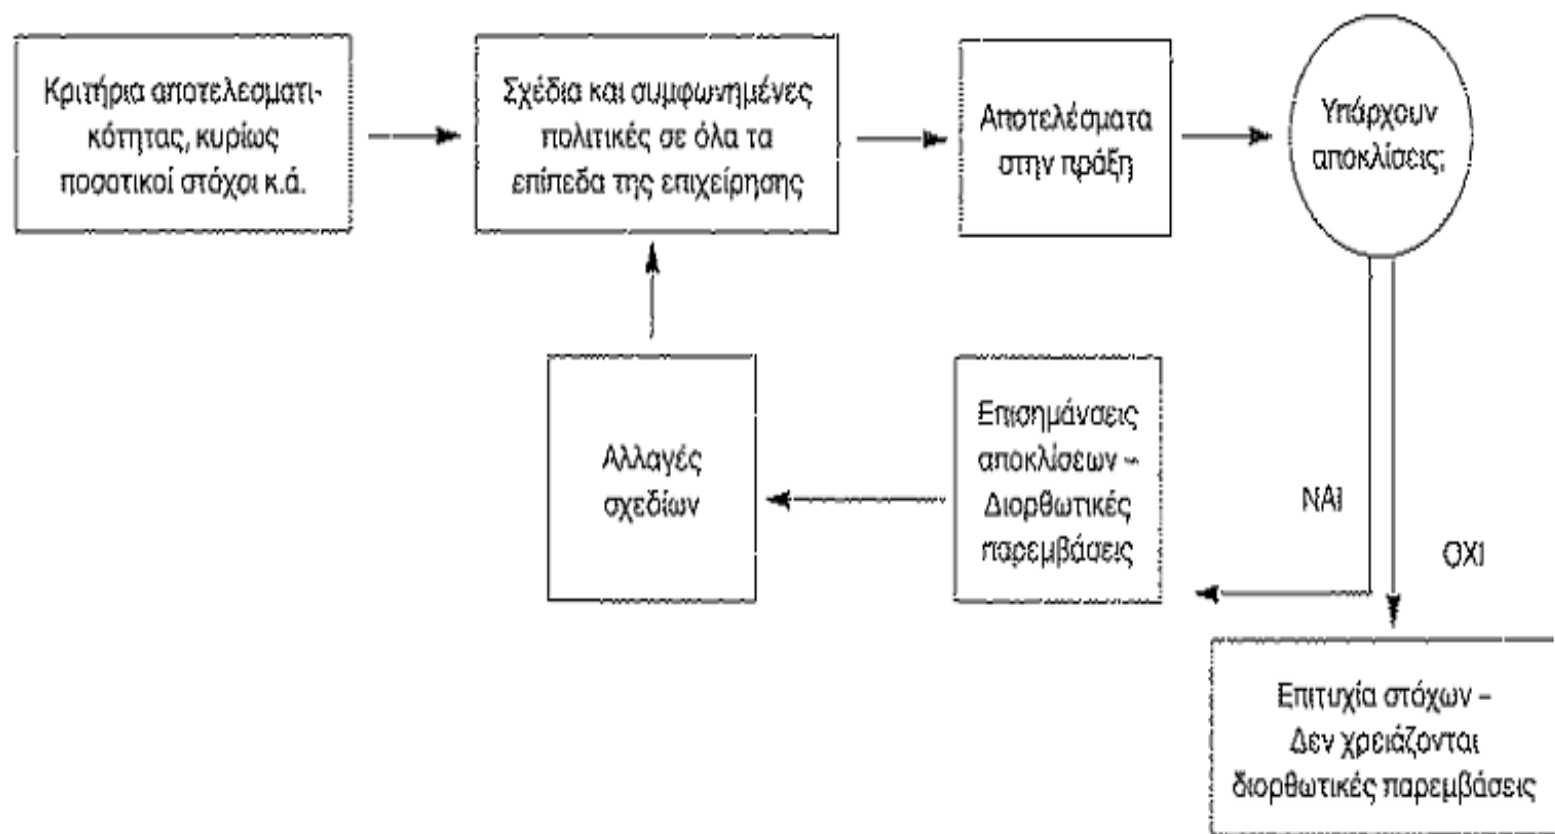 Κριτήρια αποτελεσματι-
κότητας, κυρίως
ποσοτικοί στόχοι κ.ά.
Σχέδια και συμφωνημένες
πολιτικές σε όλα τα
επίπεδα της επιχείρησης
Αποτελέσματα
στην πράξη
Υπάρχουν
αποκλίσεις;
Αλλαγές
σχεδίων
Επισημάνσεις
αποκλίσεων –
Διορθωτικές
παρεμβάσεις
ΝΑΙ
ΟΧΙ
Επιτυχία στόχων –
Δεν χρειάζονται
διορθωτικές παρεμβάσεις